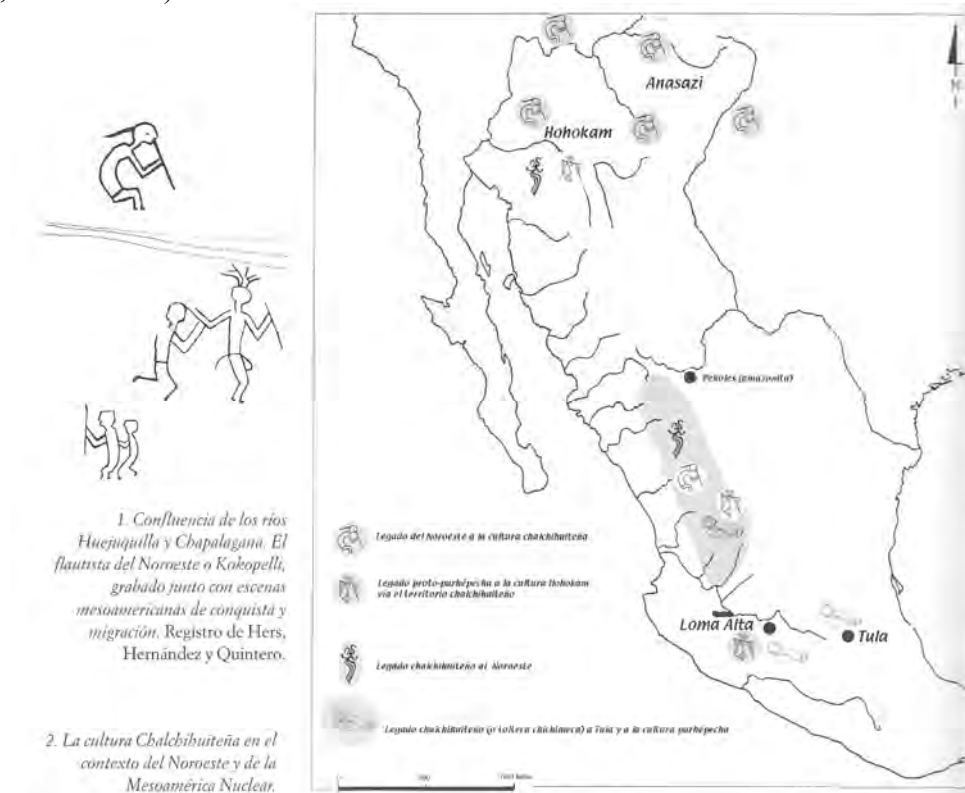 Anasazi
Hohokam
Peñoles (amazonita)
Legado del Noroeste a la cultura chalchihuiteña
Legado proto-purhépecha a la cultura Hohokam
vía el territorio chalchihuiteño
Loma Alta
Tula
Legado chalchihuiteño al Noroeste
Legado chalchihuiteño (o tolteca chichimeca) a Tula y a la cultura purhépecha
1. Confluencia de los ríos
Huejuquilla y Chapalagana. El
flautista del Noroeste o Kokopelli,
grabado junto con escenas
mesoamericanas de conquista y
migración. Registro de Hers,
Hernández y Quintero.
2. La cultura Chalchihuiteña en el
contexto del Noroeste y de la
Mesoamérica Nuclear.